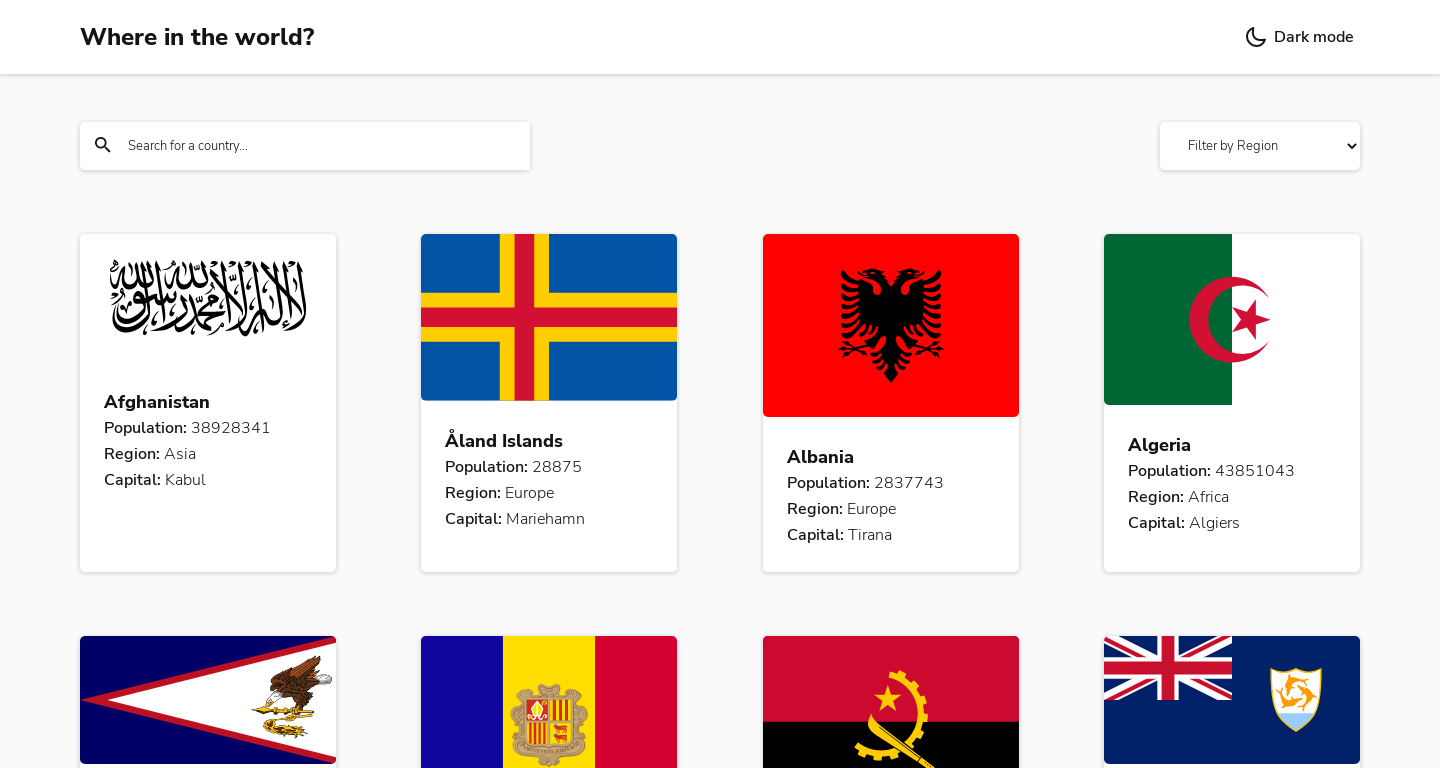 Where in the world?
Dark mode
Search for a country...
Filter by Region
لا إله إلا الله محمد رسول الله
Afghanistan
Population: 38928341
Region: Asia
Capital: Kabul
Åland Islands
Population: 28875
Region: Europe
Capital: Mariehamn
Albania
Population: 2837743
Region: Europe
Capital: Tirana
Algeria
Population: 43851043
Region: Africa
Capital: Algiers